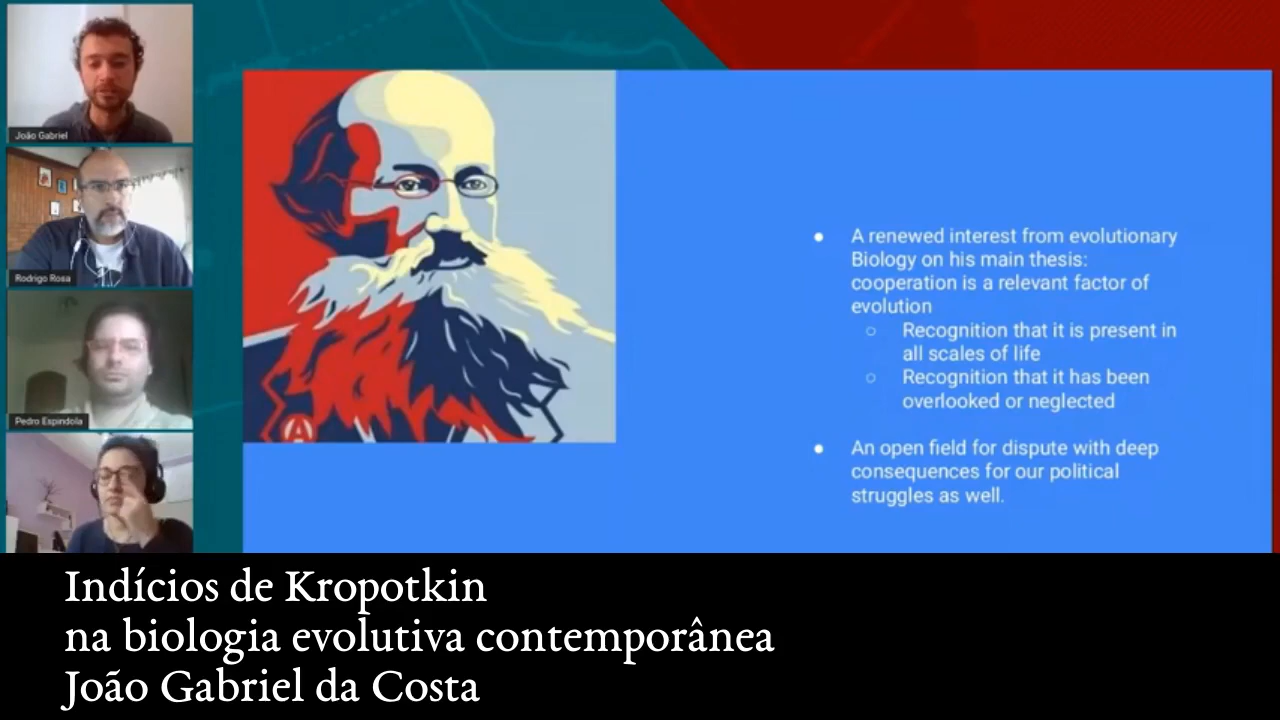 João Gabriel
Rodrigo Rosa
Pedro Espindola
A
● A renewed interest from evolutionary
Biology on his main thesis:
cooperation is a relevant factor of
evolution
○ Recognition that it is present in
all scales of life
○ Recognition that it has been
overlooked or neglected
● An open field for dispute with deep
consequences for our political
struggles as well.
Indícios de Kropotkin
na biologia evolutiva contemporânea
João Gabriel da Costa